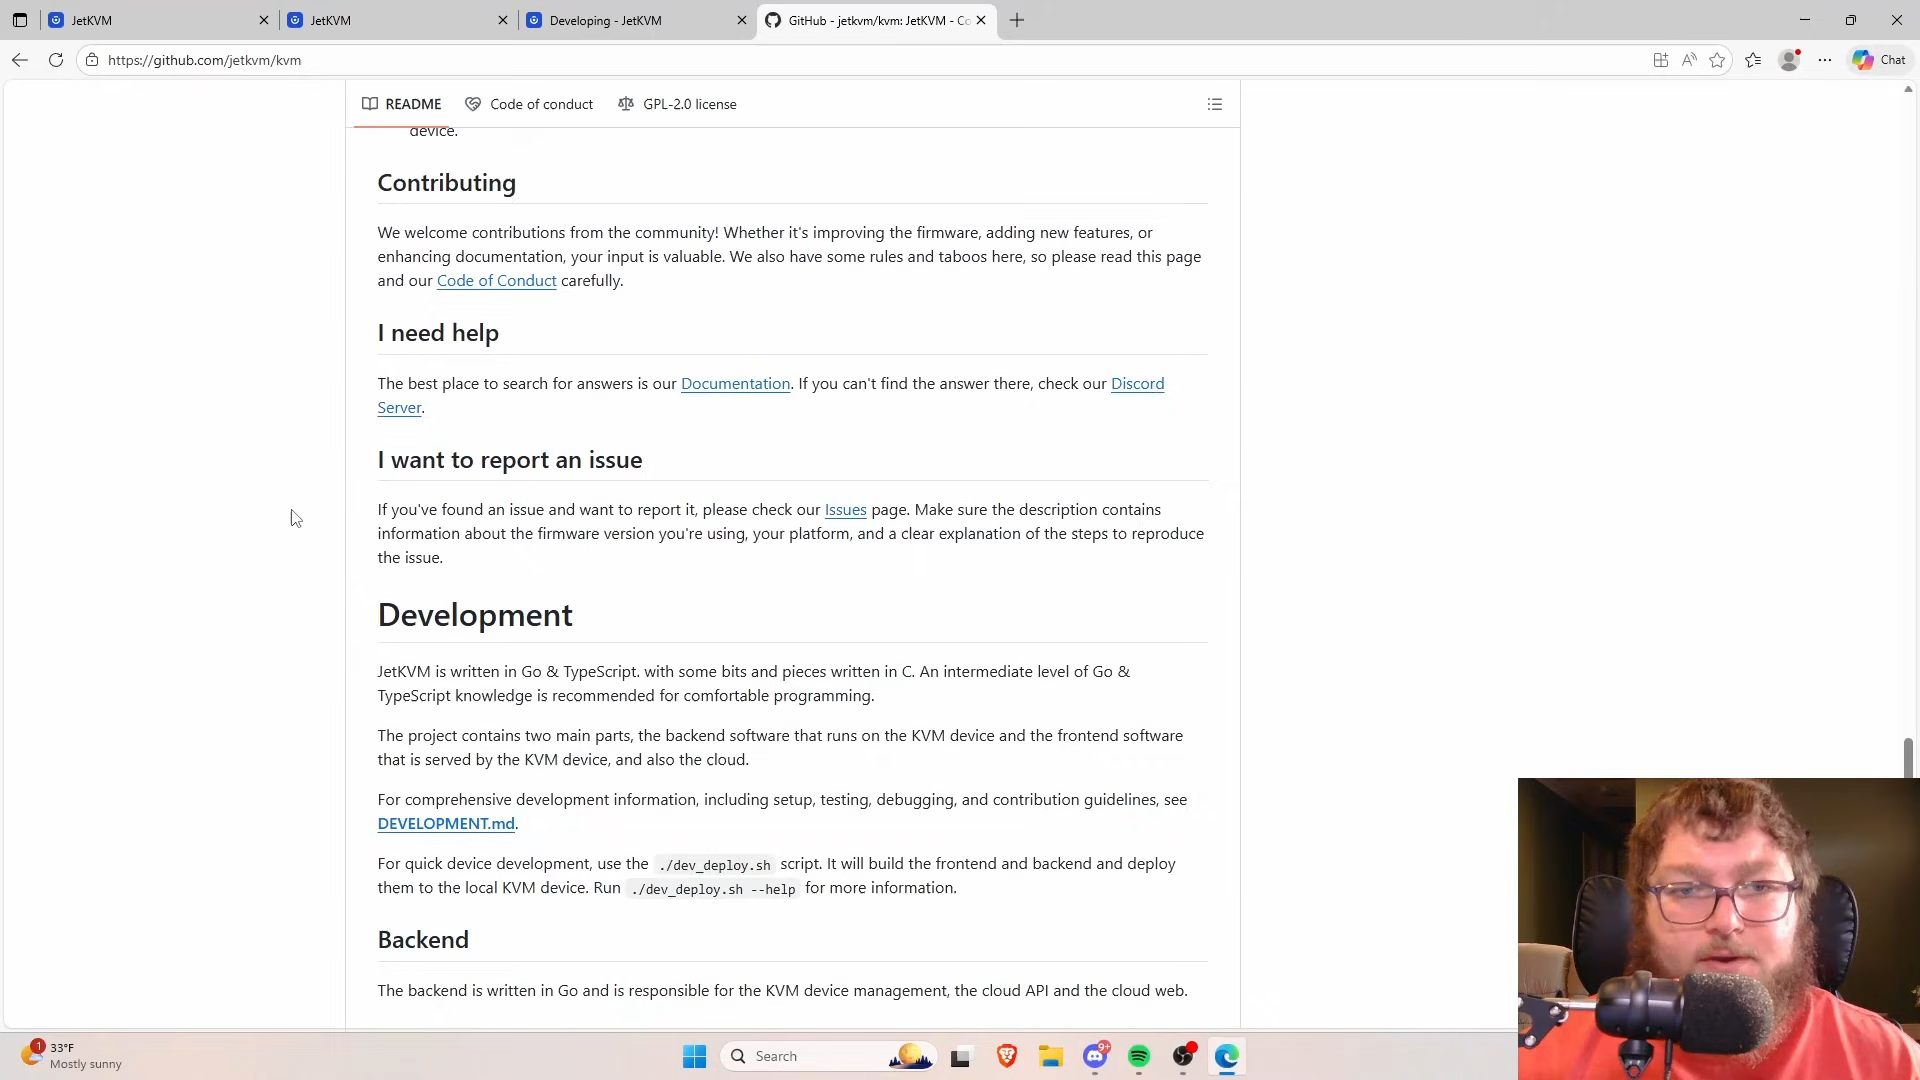 JetKVM
JetKVM
Developing - JetKVM
GitHub - jetkvm/kvm: JetKVM - Co
https://github.com/jetkvm/kvm
Chat
README
Code of conduct
GPL-2.0 license
device.
Contributing
We welcome contributions from the community! Whether it's improving the firmware, adding new features, or
enhancing documentation, your input is valuable. We also have some rules and taboos here, so please read this page
and our Code of Conduct carefully.
I need help
The best place to search for answers is our Documentation. If you can't find the answer there, check our Discord
Server.
I want to report an issue
If you've found an issue and want to report it, please check our Issues page. Make sure the description contains
information about the firmware version you're using, your platform, and a clear explanation of the steps to reproduce
the issue.
Development
JetKVM is written in Go & TypeScript. with some bits and pieces written in C. An intermediate level of Go &
TypeScript knowledge is recommended for comfortable programming.
The project contains two main parts, the backend software that runs on the KVM device and the frontend software
that is served by the KVM device, and also the cloud.
For comprehensive development information, including setup, testing, debugging, and contribution guidelines, see
DEVELOPMENT.md.
For quick device development, use the ./dev_deploy.sh script. It will build the frontend and backend and deploy
them to the local KVM device. Run ./dev_deploy.sh --help for more information.
Backend
The backend is written in Go and is responsible for the KVM device management, the cloud API and the cloud web.
1
33°F
Mostly sunny
Search
9+